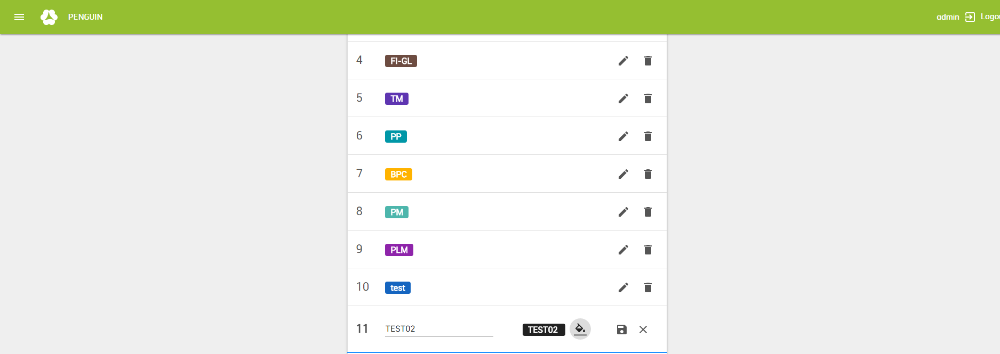 PENGUIN
admin Logo
4 FI-GL
5 TM
6 PP
7 BPC
8 PM
9 PLM
10 test
11 TEST02 TEST02